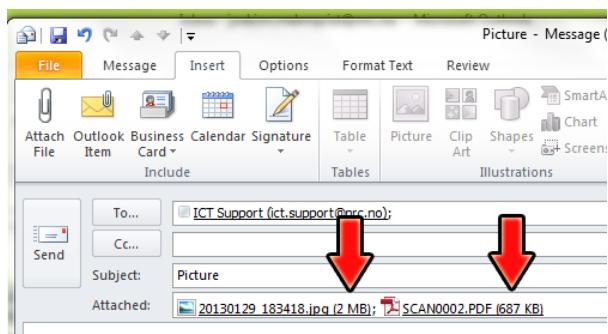 Picture - Message (
File Message Insert Options Format Text Review
Attach File
Outlook Item
Business Card
Calendar
Signature
Table
Picture
Clip Art
Shapes
SmartA
Chart
Screens
Include Tables Illustrations
To... ICT Support (ict.support@nrc.no);
Cc...
Send
Subject: Picture
Attached: 20130129_183418.jpg (2 MB); SCAN0002.PDF (687 KB)